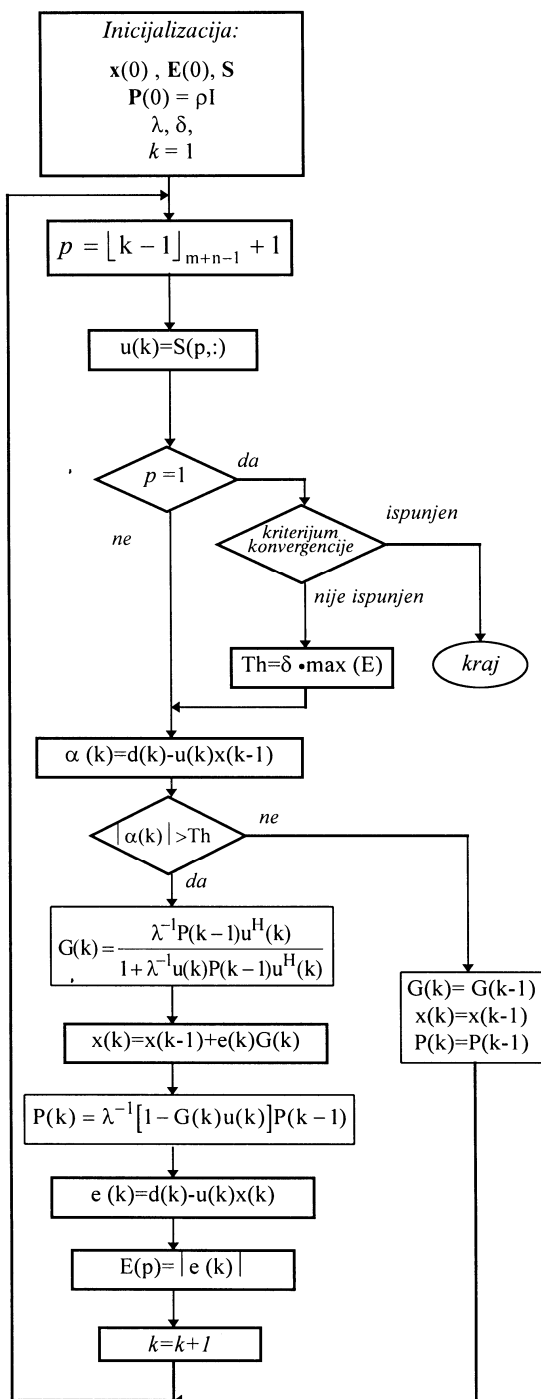 Inicijalizacija:
x(0) , E(0), S
P(0) = ρI
λ, δ,
k = 1
p = ⌊k − 1⌋m+n−1 + 1
u(k)=S(p,:)
p =1
da
ne
kriterijum
konvergencije
ispunjen
nije ispunjen
Th=δ •max (E)
kraj
α (k)=d(k)-u(k)x(k-1)
|α(k)| >Th
ne
da
G(k) = λ⁻¹P(k−1)uᴴ(k) / 1+λ⁻¹u(k)P(k−1)uᴴ(k)
G(k)= G(k-1)
x(k)=x(k-1)
P(k)=P(k-1)
x(k)=x(k-1)+e(k)G(k)
P(k) = λ⁻¹[1−G(k)u(k)]P(k−1)
e (k)=d(k)-u(k)x(k)
E(p)=|e (k)|
k=k+1